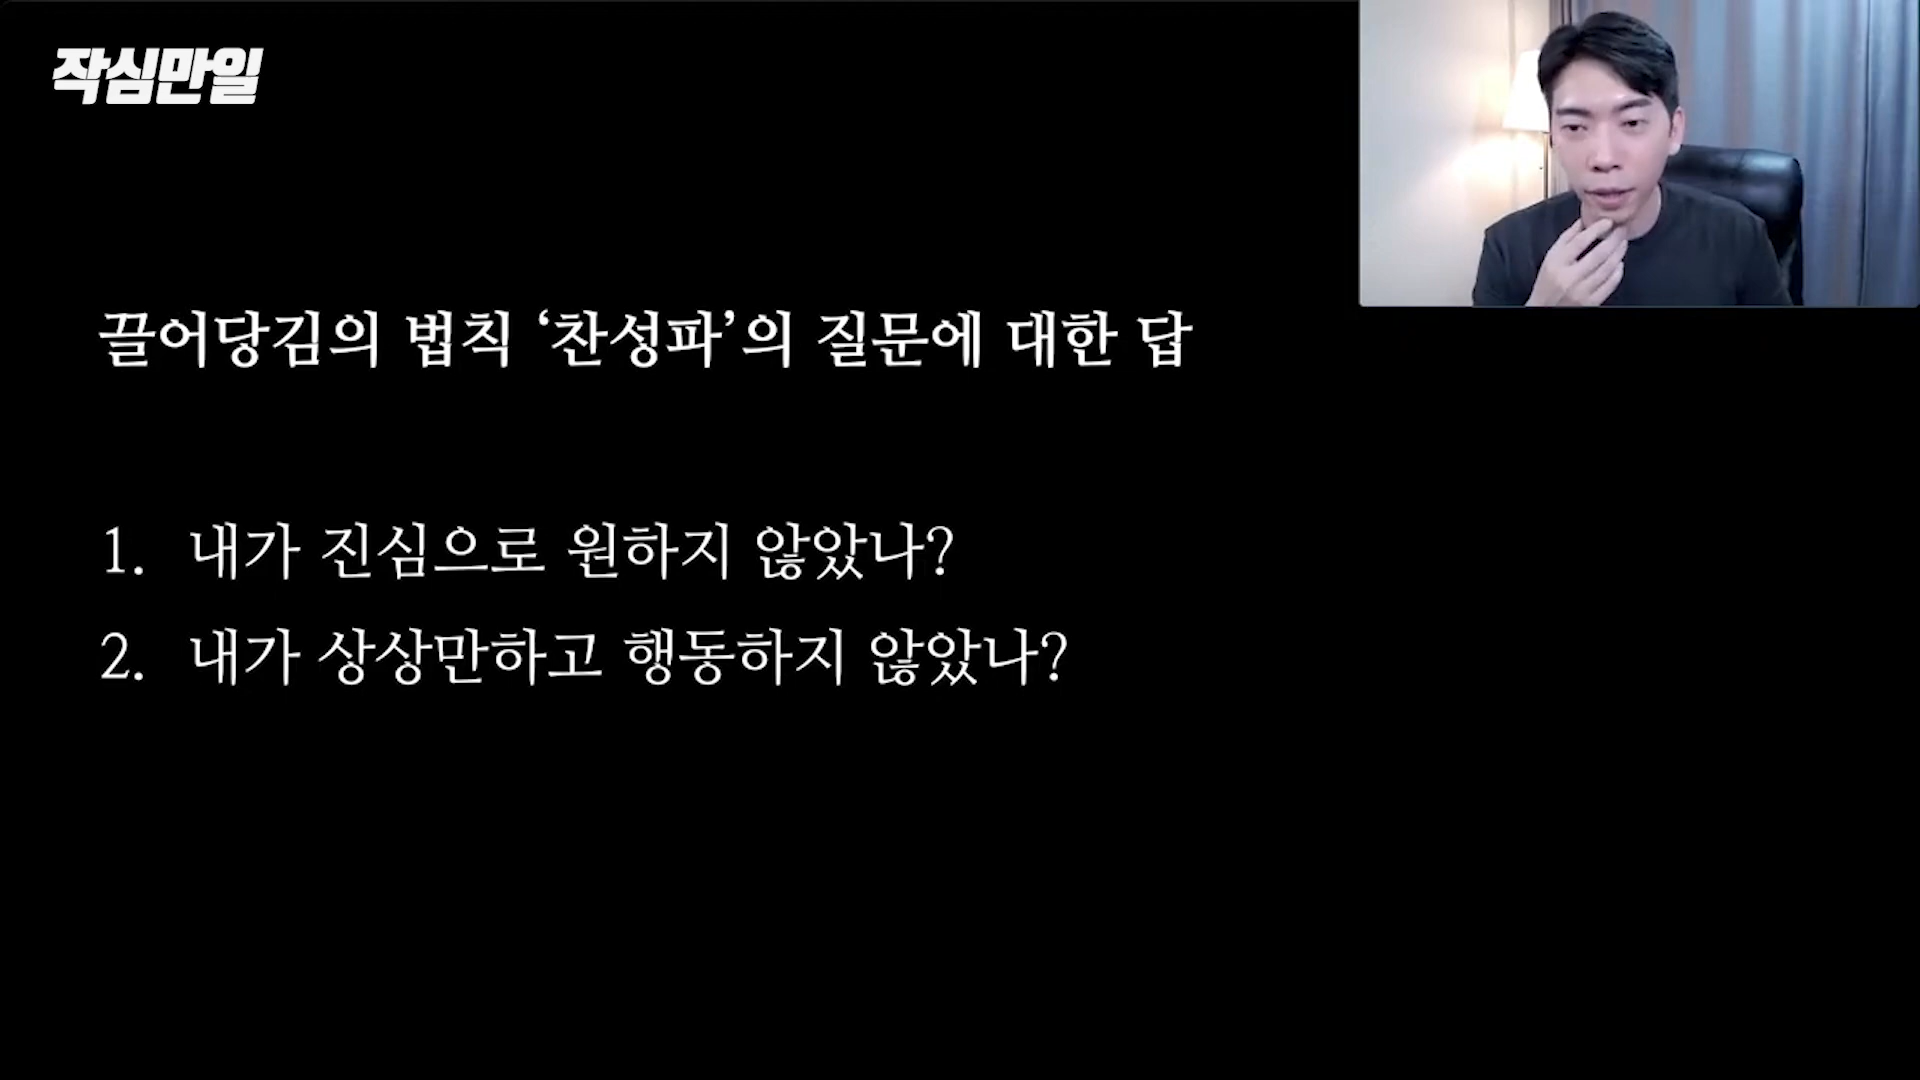 작심만일
끌어당김의 법칙 ‘찬성파’의 질문에 대한 답
1. 내가 진심으로 원하지 않았나?
2. 내가 상상만하고 행동하지 않았나?